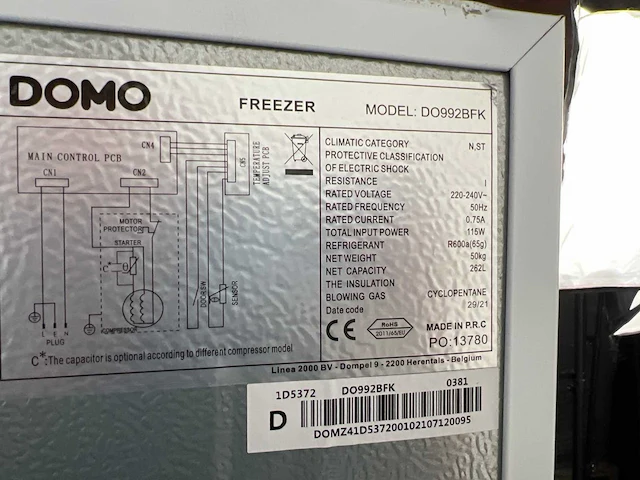 DOMO
FREEZER
MODEL: DO992BFK
MAIN CONTROL PCB
CN4
CN1
CN2
CN5
TEMPERATURE
ADJUST PCB
MOTOR
PROTECTOR
STARTER
C*
θ
COMPRESSOR
DOORSW
SENSOR
L E N
PLUG
C*:The capacitor is optional according to different compressor model
CLIMATIC CATEGORY N,ST
PROTECTIVE CLASSIFICATION
OF ELECTRIC SHOCK
RESISTANCE I
RATED VOLTAGE 220-240V~
RATED FREQUENCY 50Hz
RATED CURRENT 0.75A
TOTAL INPUT POWER 115W
REFRIGERANT R600a(65g)
NET WEIGHT 50kg
NET CAPACITY 262L
THE INSULATION
BLOWING GAS CYCLOPENTANE
Date code 29/21
CE
RoHS
2011/65/EU
MADE IN P.R.C
PO:13780
Linea 2000 BV - Dompel 9 - 2200 Herentals - Belgium
1D5372 DO992BFK 0381
D
DOMZ41DS37200102107120095